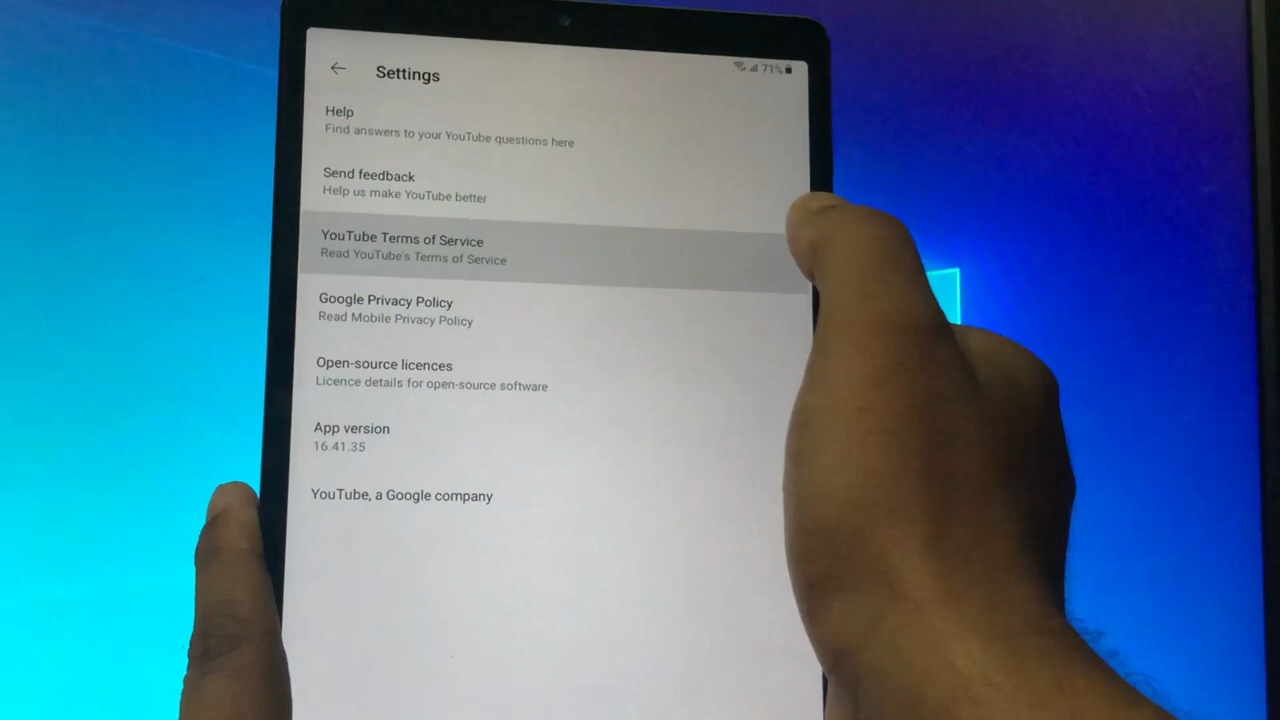 Settings
71%
Help
Find answers to your YouTube questions here
Send feedback
Help us make YouTube better
YouTube Terms of Service
Read YouTube's Terms of Service
Google Privacy Policy
Read Mobile Privacy Policy
Open-source licences
Licence details for open-source software
App version
16.41.35
YouTube, a Google company